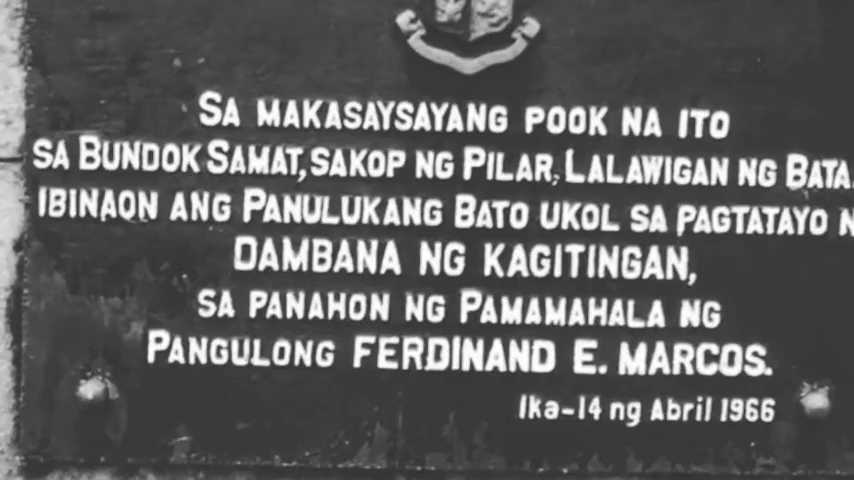 SA MAKASAYSAYANG POOK NA ITO
SA BUNDOK SAMAT, SAKOP NG PILAR, LALAWIGAN NG
IBINAON ANG PANULUKANG BATO UKOL SA PAGTATAYO
DAMBANA NG KAGITINGAN,
SA PANAHON NG PAMAMAHALA NG
PANGULONG FERDINAND E. MARCOS.
Ika-14 ng Abril 1966